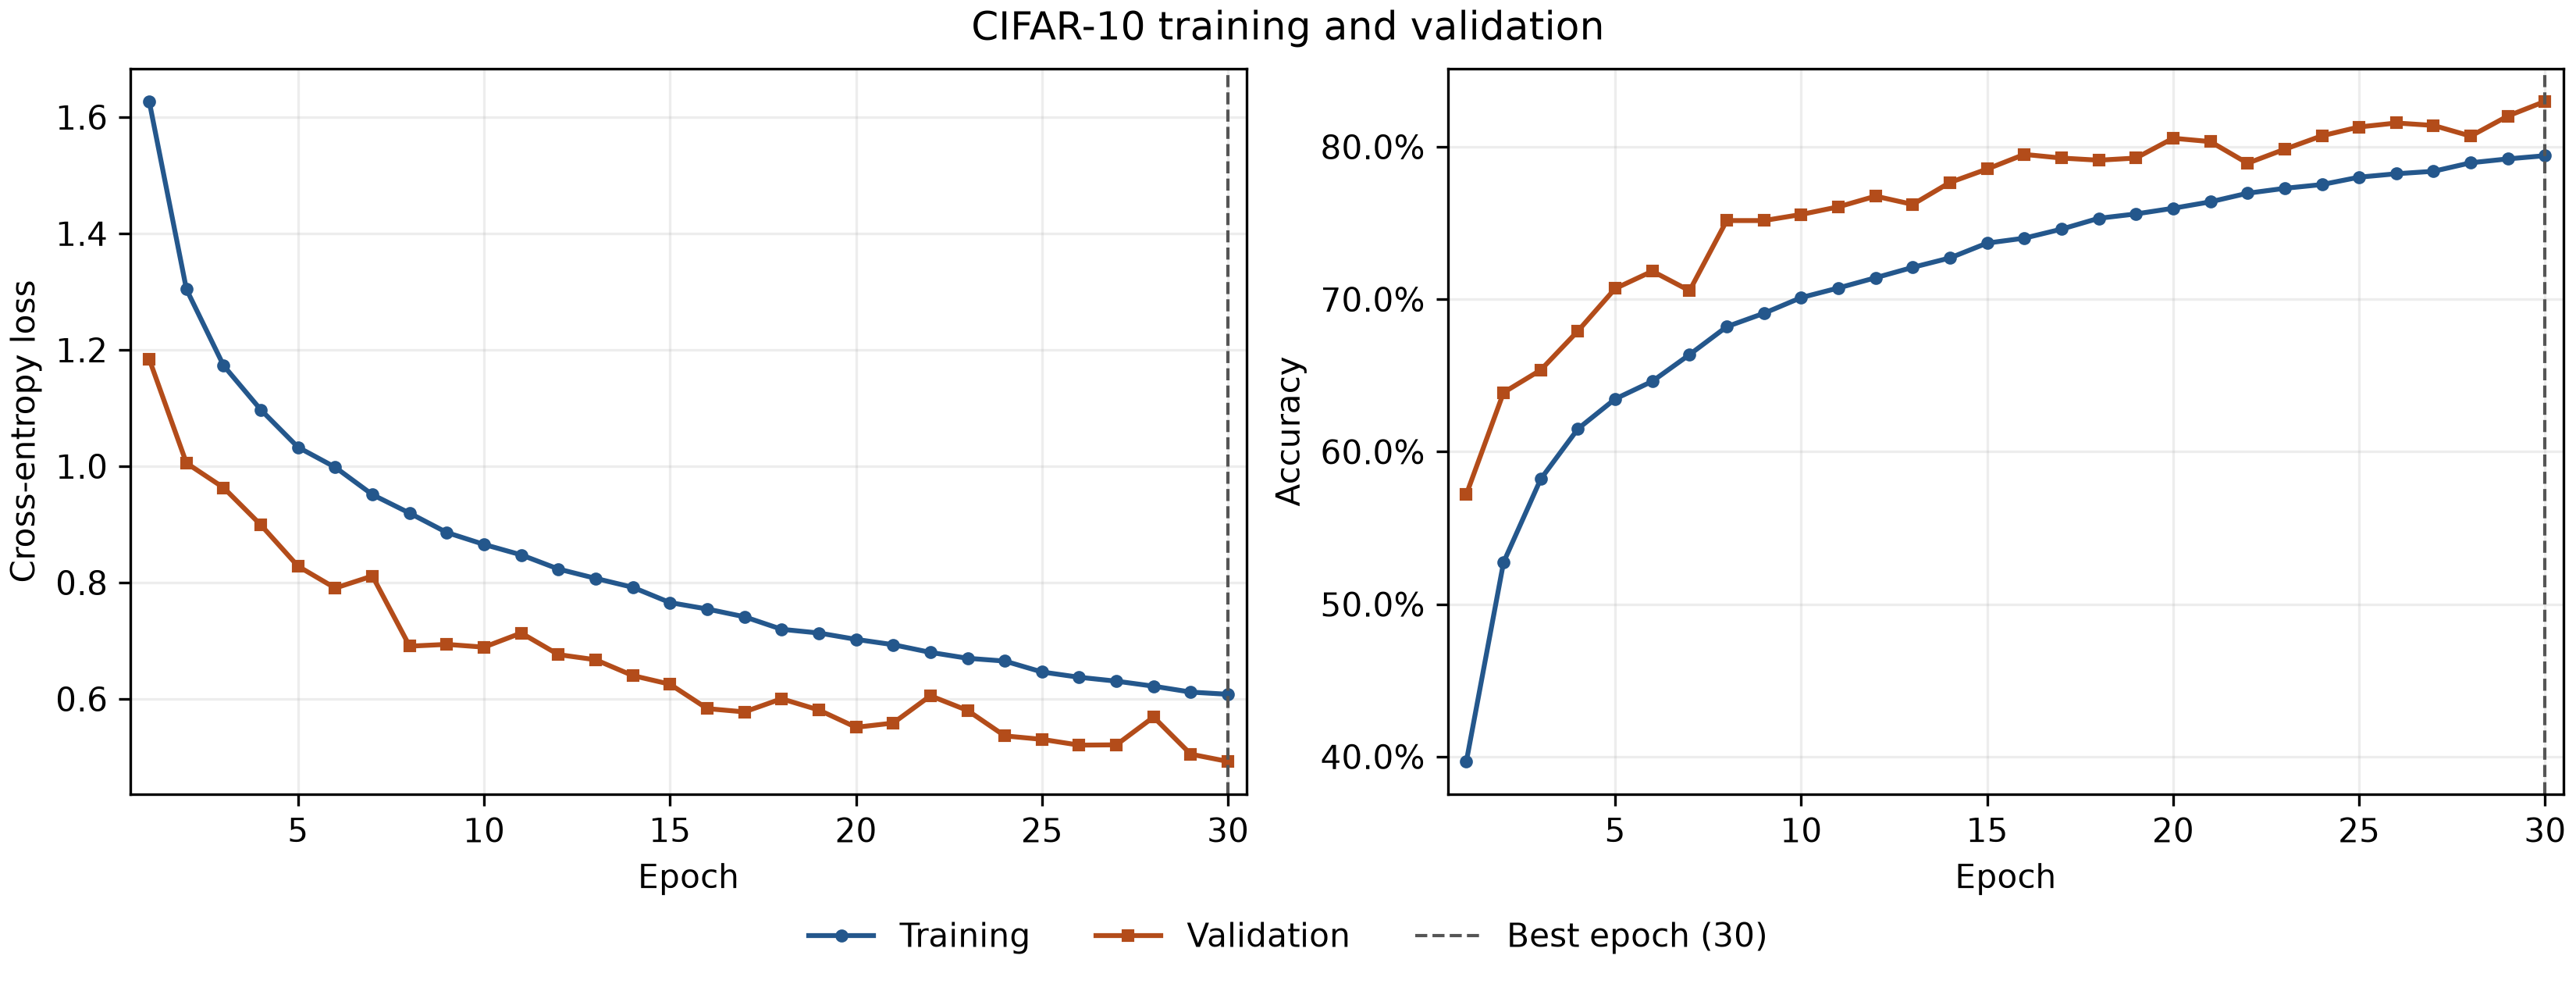 CIFAR-10 training and validation
Cross-entropy loss
1.6
1.4
1.2
1.0
0.8
0.6
5 10 15 20 25 30
Epoch
Accuracy
80.0%
70.0%
60.0%
50.0%
40.0%
5 10 15 20 25 30
Epoch
Training Validation Best epoch (30)